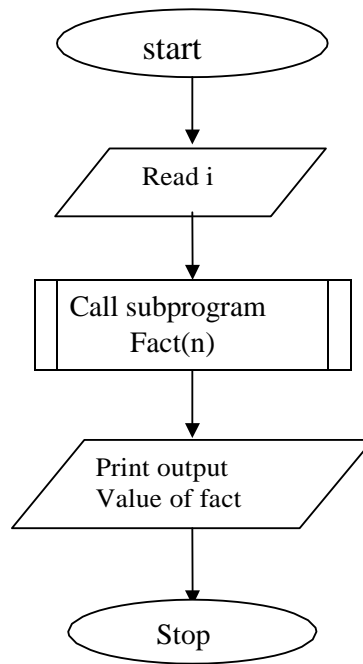 start
Read i
Call subprogram
Fact(n)
Print output
Value of fact
Stop